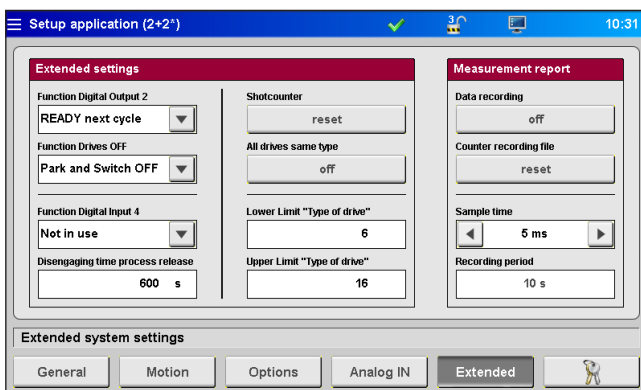 Setup application (2+2*)
3
10:31
Extended settings
Function Digital Output 2
READY next cycle
Function Drives OFF
Park and Switch OFF
Function Digital Input 4
Not in use
Disengaging time process release
600 s
Shotcounter
reset
All drives same type
off
Lower Limit "Type of drive"
6
Upper Limit "Type of drive"
16
Measurement report
Data recording
off
Counter recording file
reset
Sample time
5 ms
Recording period
10 s
Extended system settings
General Motion Options Analog IN Extended